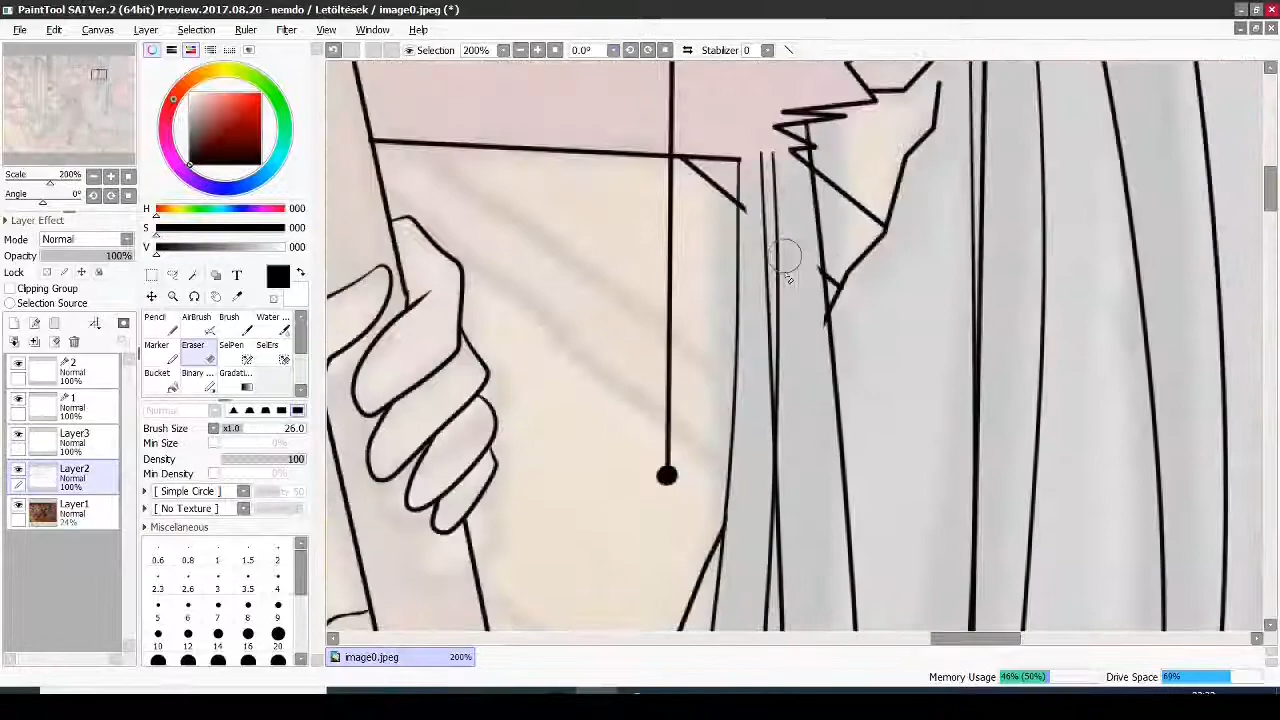 PaintTool SAI Ver.2 (64bit) Preview.2017.08.20 - nemdo / Letöltések / image0.jpeg (*)
File Edit Canvas Layer Selection Ruler Filter View Window Help
Selection 200% 0.0° Stabilizer 0
Scale 200%
Angle 0°
H 000
S 000
V 000
Layer Effect
Mode Normal
Opacity 100%
Lock
Clipping Group
Selection Source
T
Pencil AirBrush Brush Water ...
Marker Eraser SelPen SelErs
Bucket Binary ... Gradati...
Normal
Brush Size x1.0 26.0
Min Size 0%
Density 100
Min Density 0%
[ Simple Circle ] 50
[ No Texture ]
Miscellaneous
0.6 0.8 1 1.5 2
2.3 2.6 3 3.5 4
5 6 7 8 9
10 12 14 16 20
2
Normal
100%
1
Normal
100%
Layer3
Normal
100%
Layer2
Normal
100%
Layer1
Normal
24%
image0.jpeg 200%
Memory Usage 46% (50%) Drive Space 69%